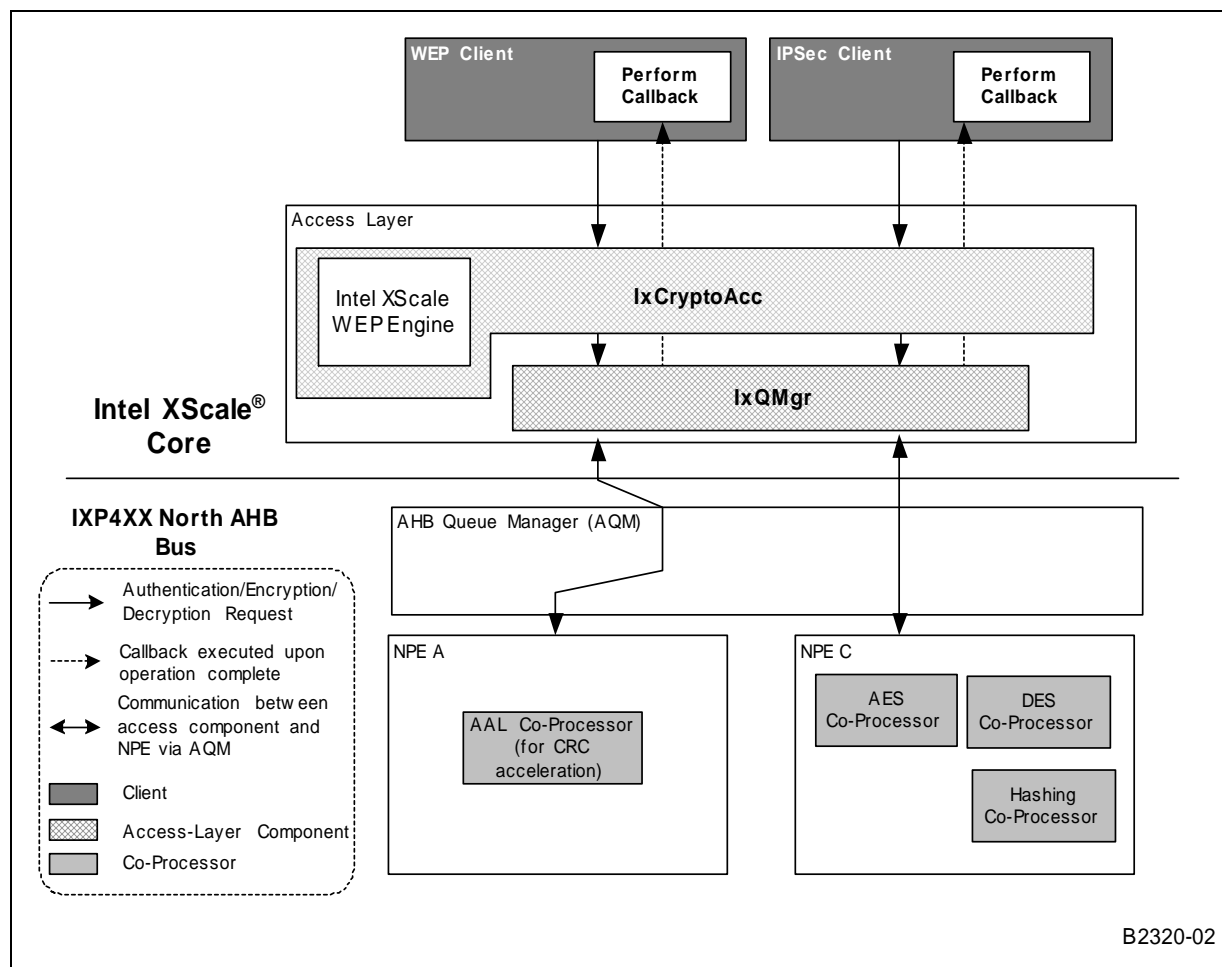 WEP Client
Perform
Callback
IPSec Client
Perform
Callback
Access Layer
Intel XScale
WEP Engine
IxCryptoAcc
IxQMgr
Intel XScale®
Core
IXP4XX North AHB
Bus
AHB Queue Manager (AQM)
Authentication/Encryption/
Decryption Request
Callback executed upon
operation complete
Communication between
access component and
NPE via AQM
Client
Access-Layer Component
Co-Processor
NPE A
AAL Co-Processor
(for CRC
acceleration)
NPE C
AES
Co-Processor
DES
Co-Processor
Hashing
Co-Processor
B2320-02